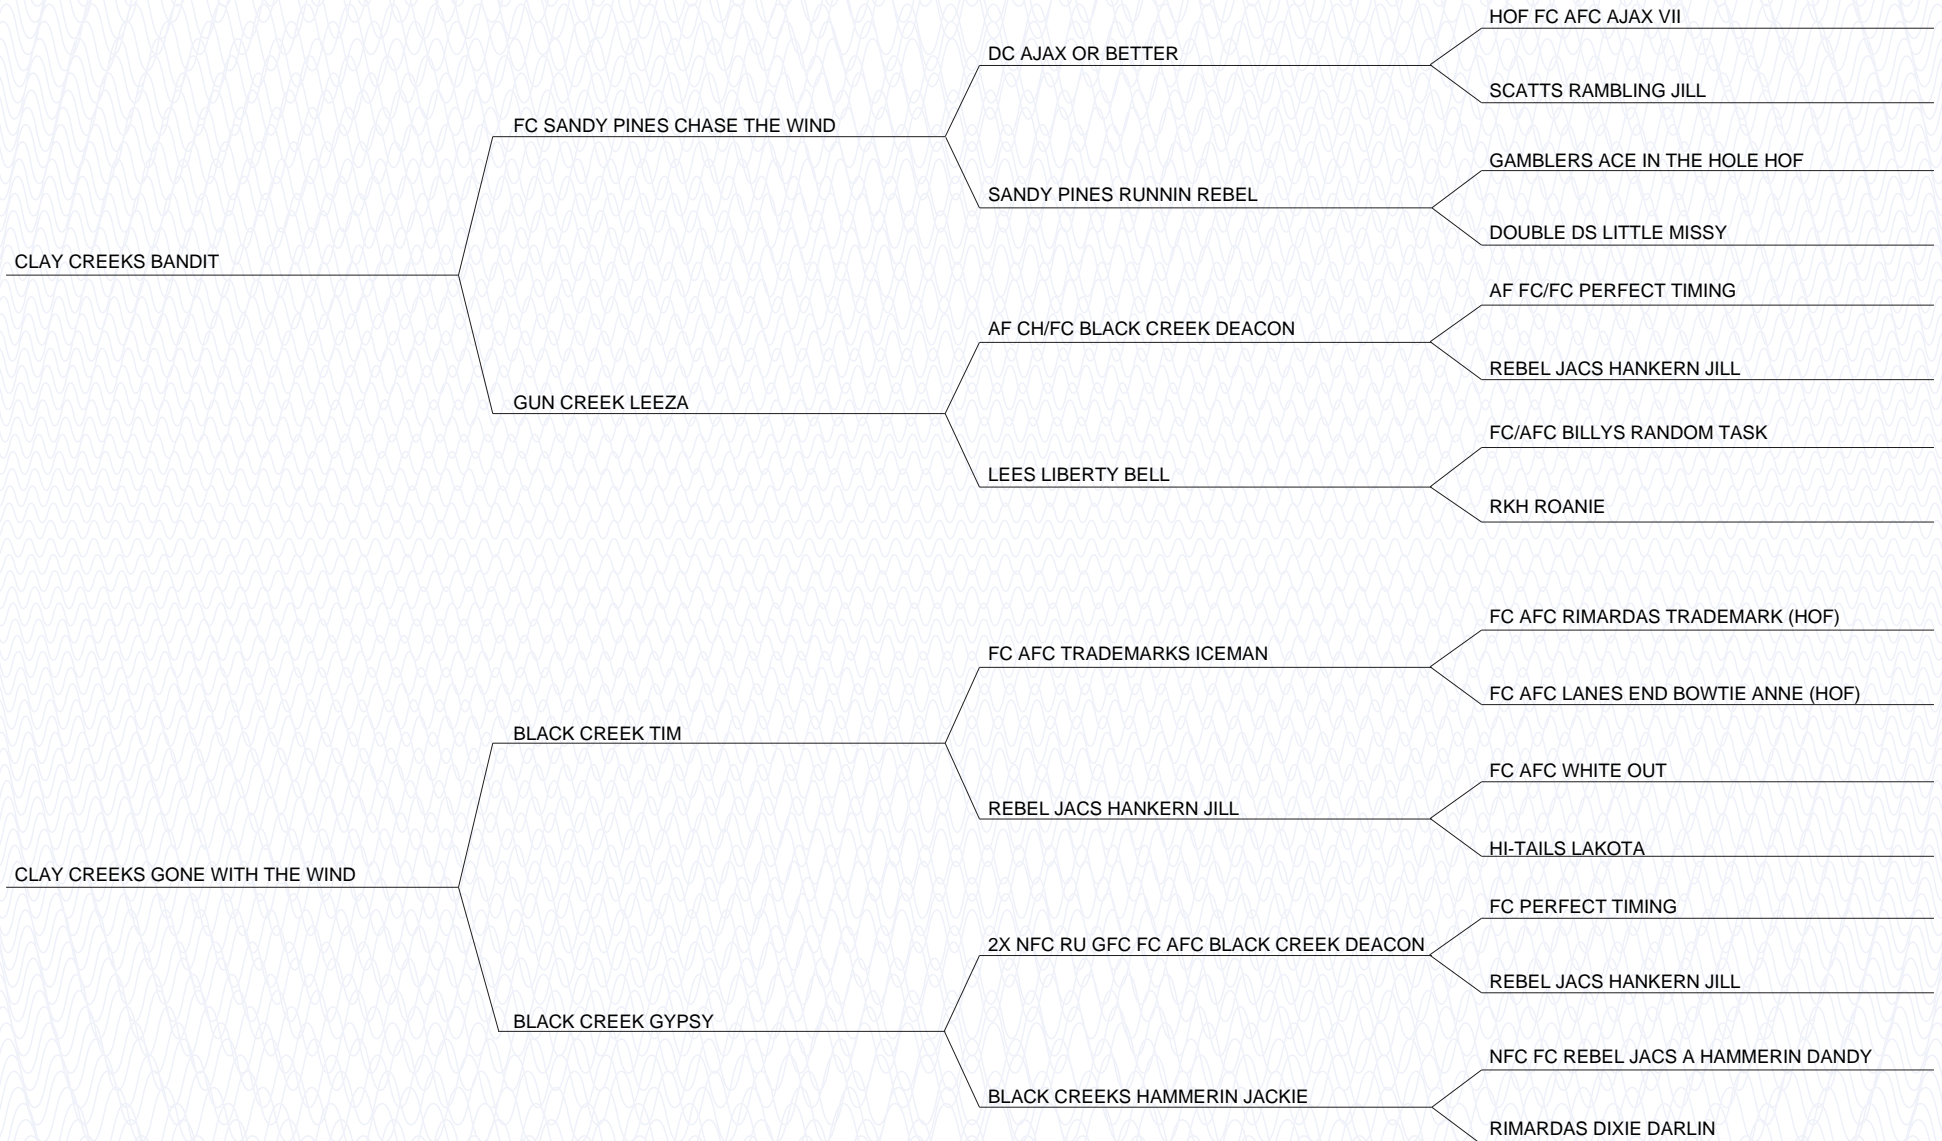 HOF FC AFC AJAX VII
DC AJAX OR BETTER
SCATTS RAMBLING JILL
FC SANDY PINES CHASE THE WIND
GAMBLERS ACE IN THE HOLE HOF
SANDY PINES RUNNIN REBEL
DOUBLE DS LITTLE MISSY
CLAY CREEKS BANDIT
AF FC/FC PERFECT TIMING
AF CH/FC BLACK CREEK DEACON
REBEL JACS HANKERN JILL
GUN CREEK LEEZA
FC/AFC BILLYS RANDOM TASK
LEES LIBERTY BELL
RKH ROANIE
FC AFC RIMARDAS TRADEMARK (HOF)
FC AFC TRADEMARKS ICEMAN
FC AFC LANES END BOWTIE ANNE (HOF)
BLACK CREEK TIM
FC AFC WHITE OUT
REBEL JACS HANKERN JILL
HI-TAILS LAKOTA
CLAY CREEKS GONE WITH THE WIND
FC PERFECT TIMING
2X NFC RU GFC FC AFC BLACK CREEK DEACON
REBEL JACS HANKERN JILL
BLACK CREEK GYPSY
NFC FC REBEL JACS A HAMMERIN DANDY
BLACK CREEKS HAMMERIN JACKIE
RIMARDAS DIXIE DARLIN